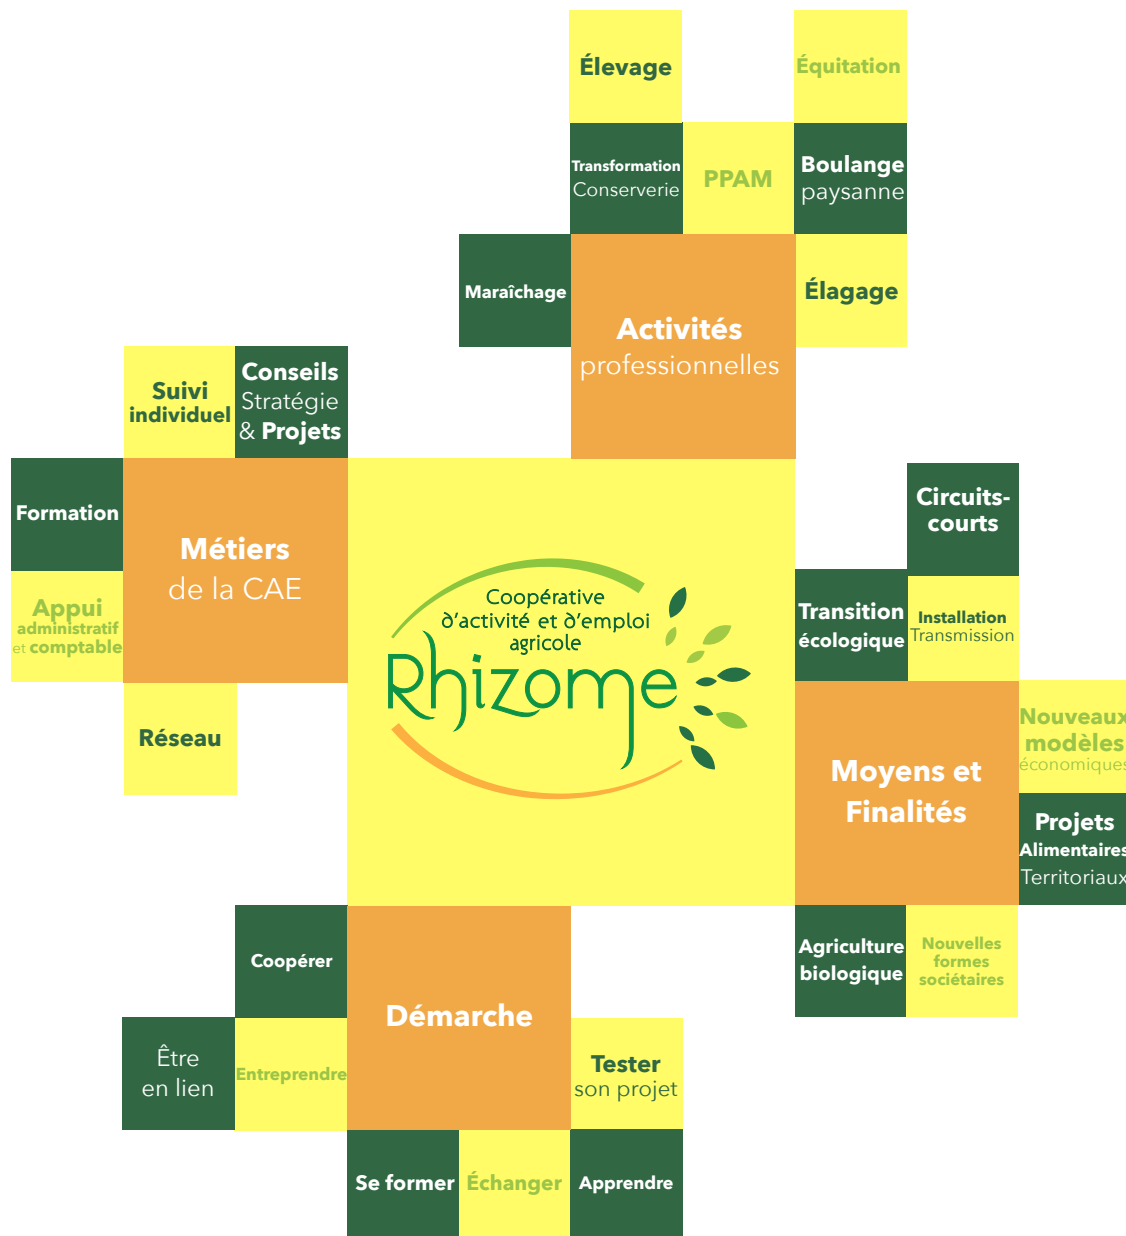 Élevage
Équitation
Transformation
Conserverie
PPAM
Boulange
paysanne
Maraîchage
Activités
professionnelles
Élagage
Suivi
individuel
Conseils
Stratégie
& Projets
Formation
Métiers
de la CAE
Appui
administratif
et comptable
Réseau
Coopérative
d'activité et d'emploi
agricole
Rhizome
Circuits-
courts
Transition
écologique
Installation
Transmission
Moyens et
Finalités
Nouveaux
modèles
économiques
Projets
Alimentaires
Territoriaux
Agriculture
biologique
Nouvelles
formes
sociétaires
Coopérer
Démarche
Être
en lien
Entreprendre
Tester
son projet
Se former
Échanger
Apprendre